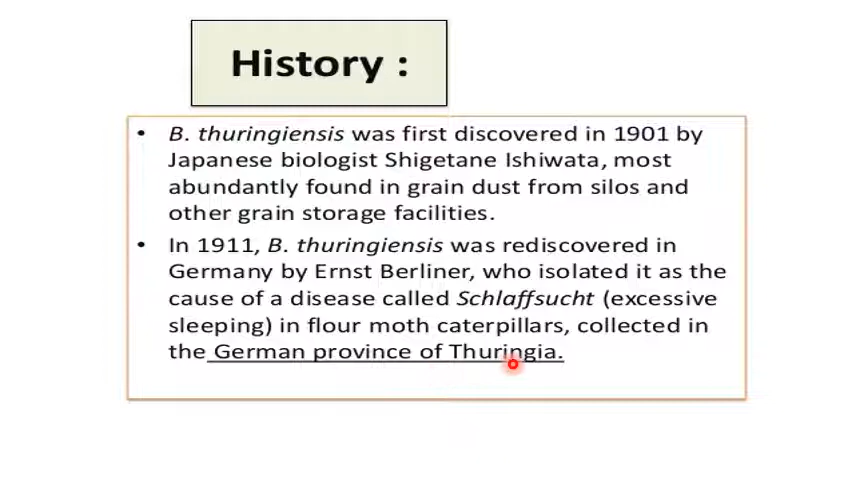 History :
• B. thuringiensis was first discovered in 1901 by
Japanese biologist Shigetane Ishiwata, most
abundantly found in grain dust from silos and
other grain storage facilities.
• In 1911, B. thuringiensis was rediscovered in
Germany by Ernst Berliner, who isolated it as the
cause of a disease called Schlaffsucht (excessive
sleeping) in flour moth caterpillars, collected in
the German province of Thuringia.